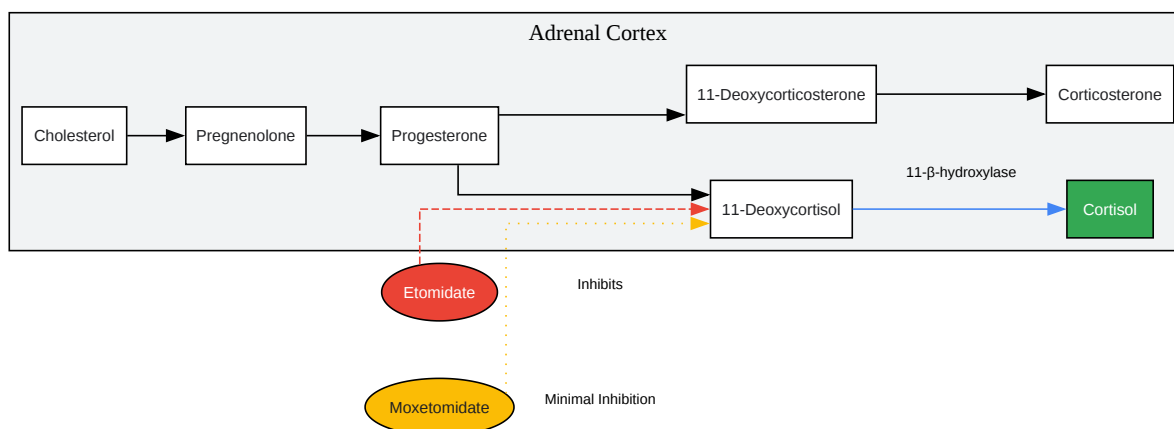 Adrenal Cortex
11-Deoxycorticosterone
Corticosterone
Cholesterol
Pregnenolone
Progesterone
11-β-hydroxylase
11-Deoxycortisol
Cortisol
Etomidate
Inhibits
Moxetomidate
Minimal Inhibition